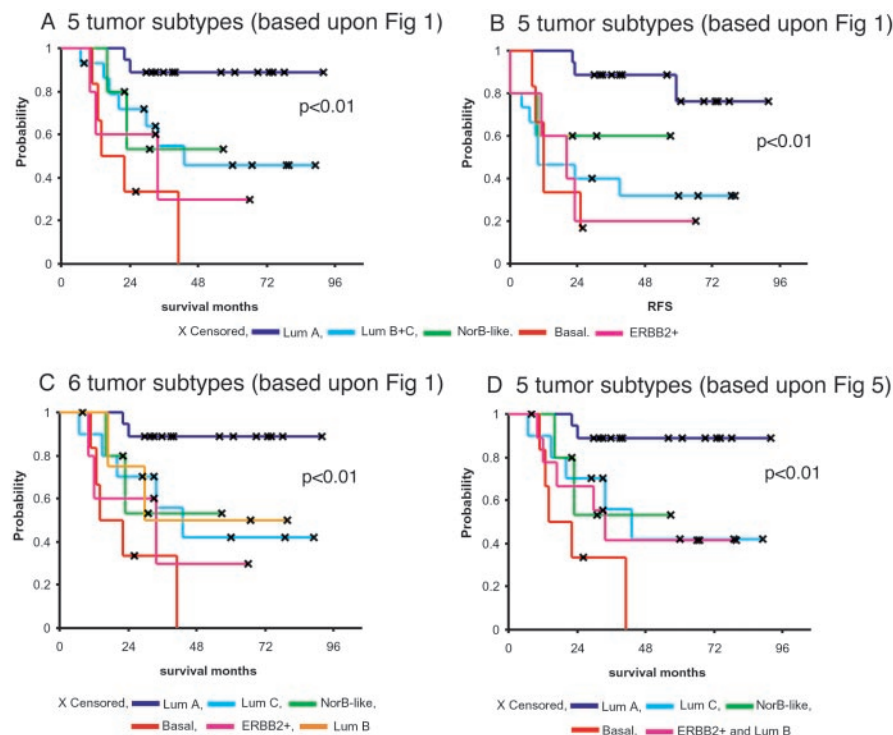 A 5 tumor subtypes (based upon Fig 1)
1
0.8
0.6
0.4
0.2
0
Probability
p<0.01
0 24 48 72 96
survival months
B 5 tumor subtypes (based upon Fig 1)
1
0.8
0.6
0.4
0.2
0
Probability
p<0.01
0 24 48 72 96
RFS
X Censored, Lum A, Lum B+C, NorB-like, Basal. ERBB2+
C 6 tumor subtypes (based upon Fig 1)
1
0.8
0.6
0.4
0.2
0
Probability
p<0.01
0 24 48 72 96
survival months
X Censored, Lum A, Lum C, NorB-like,
Basal, ERBB2+, Lum B
D 5 tumor subtypes (based upon Fig 5)
1
0.8
0.6
0.4
0.2
0
Probability
p<0.01
0 24 48 72 96
survival months
X Censored, Lum A, Lum C, NorB-like,
Basal, ERBB2+ and Lum B